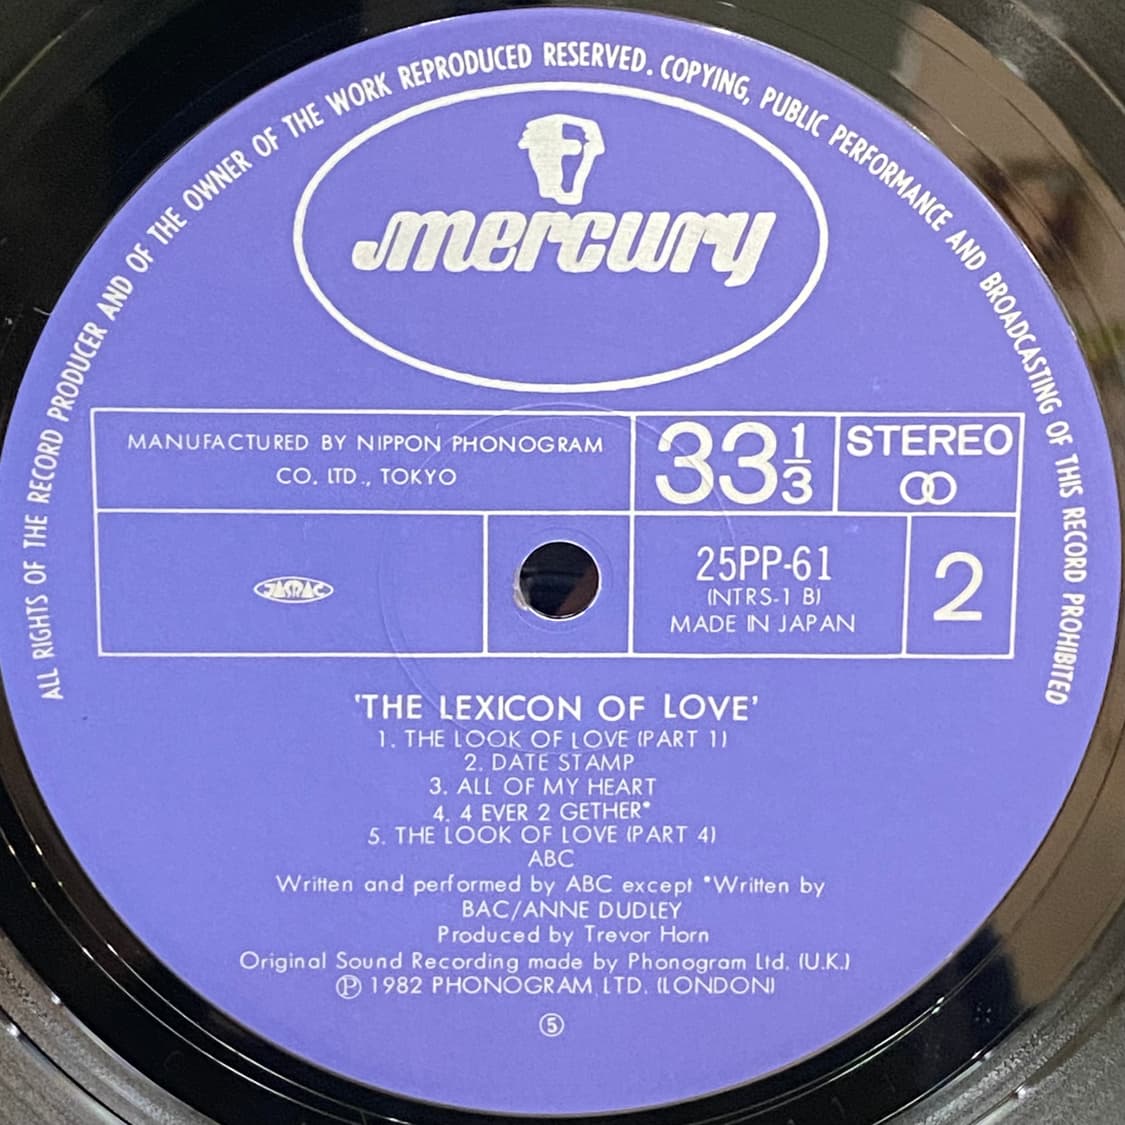 ALL RIGHTS OF THE RECORD PRODUCER AND OF THE OWNER OF THE WORK REPRODUCED RESERVED. COPYING, PUBLIC PERFORMANCE AND BROADCASTING OF THIS RECORD PROHIBITED
mercury
MANUFACTURED BY NIPPON PHONOGRAM
CO. LTD., TOKYO
33 1/3
STEREO
JASRAC
25PP-61
(NTRS-1 B)
MADE IN JAPAN
2
'THE LEXICON OF LOVE'
1. THE LOOK OF LOVE (PART 1)
2. DATE STAMP
3. ALL OF MY HEART
4. 4 EVER 2 GETHER*
5. THE LOOK OF LOVE (PART 4)
ABC
Written and performed by ABC except *Written by
BAC/ANNE DUDLEY
Produced by Trevor Horn
Original Sound Recording made by Phonogram Ltd. (U.K.)
℗ 1982 PHONOGRAM LTD. (LONDON)
⑤